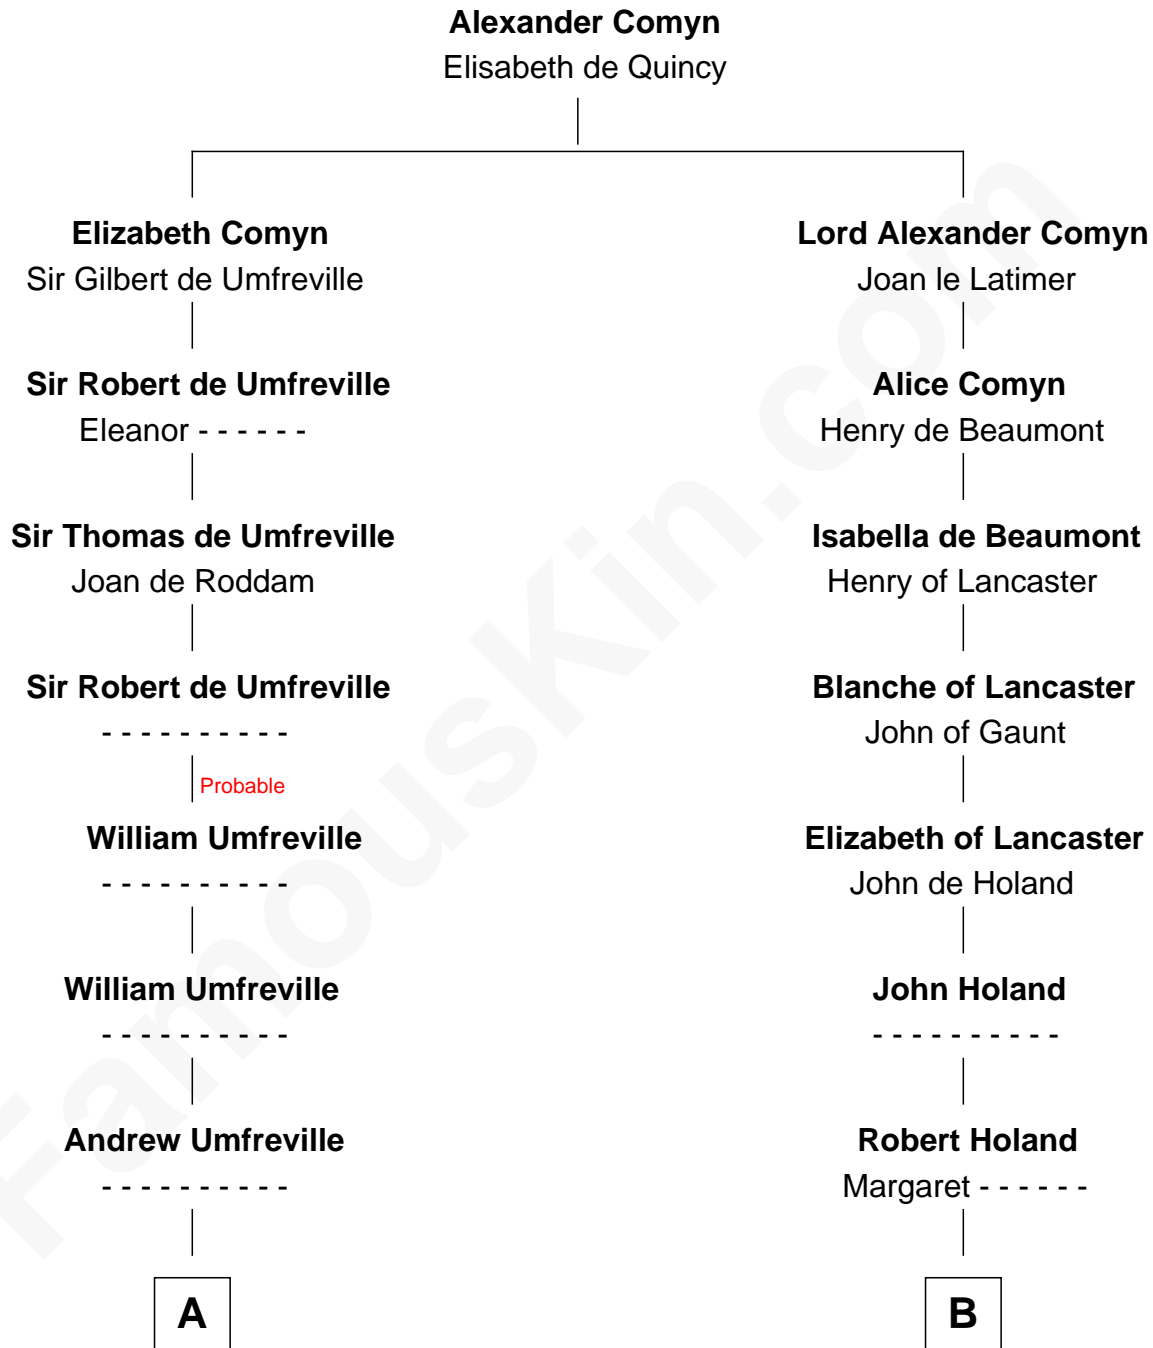 Alexander Comyn
Elisabeth de Quincy
Elizabeth Comyn
Sir Gilbert de Umfreville
Lord Alexander Comyn
Joan le Latimer
Sir Robert de Umfreville
Eleanor - - - - - -
Alice Comyn
Henry de Beaumont
Sir Thomas de Umfreville
Joan de Roddam
Isabella de Beaumont
Henry of Lancaster
Sir Robert de Umfreville
- - - - - - - - - -
Probable
Blanche of Lancaster
John of Gaunt
William Umfreville
- - - - - - - - - -
Elizabeth of Lancaster
John de Holand
William Umfreville
- - - - - - - - - -
John Holand
- - - - - - - - - -
Andrew Umfreville
- - - - - - - - - -
Robert Holand
Margaret - - - - - -
A
B
FamousKin.com